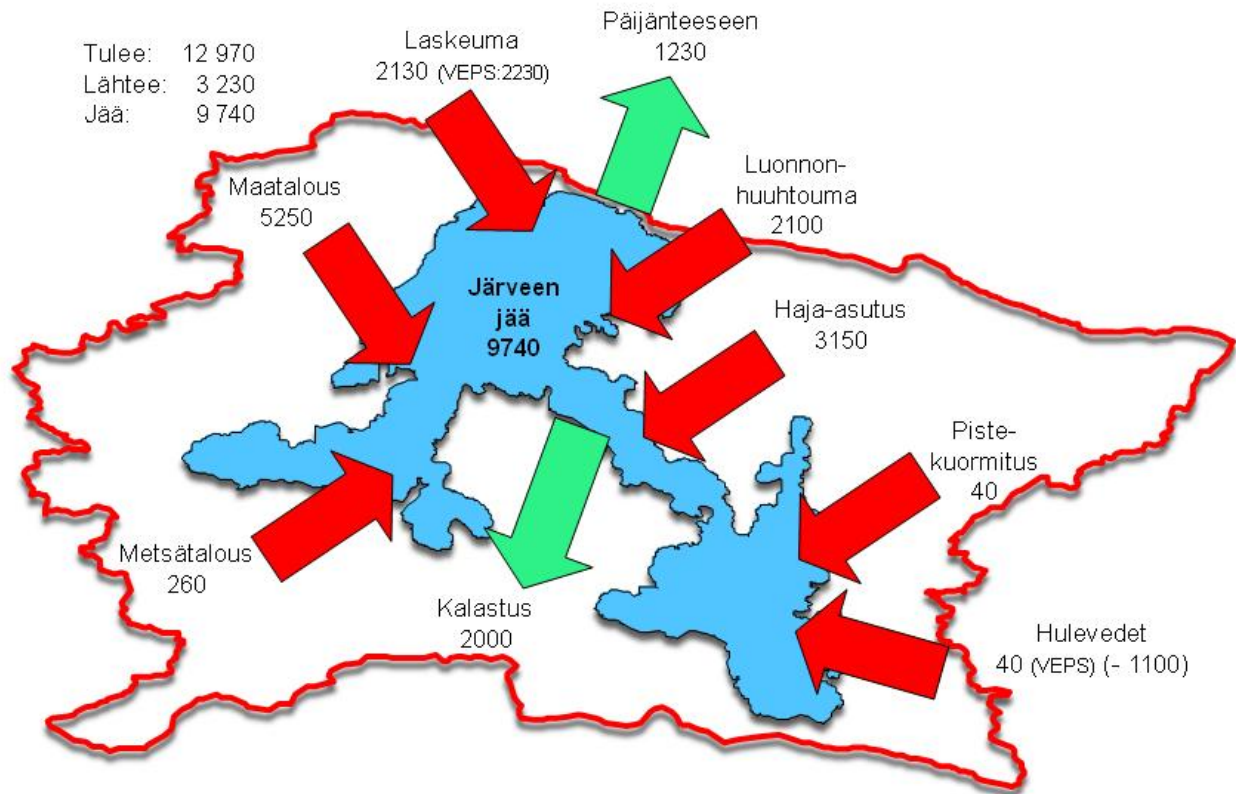 Tulee: 12 970
Lähtee: 3 230
Jää: 9 740
Laskeuma
2130 (VEPS:2230)
Päijänteeseen
1230
Maatalous
5250
Luonnon-
huuhtouma
2100
Järveen
jää
9740
Haja-asutus
3150
Piste-
kuormitus
40
Metsätalous
260
Kalastus
2000
Hulevedet
40 (VEPS) (- 1100)